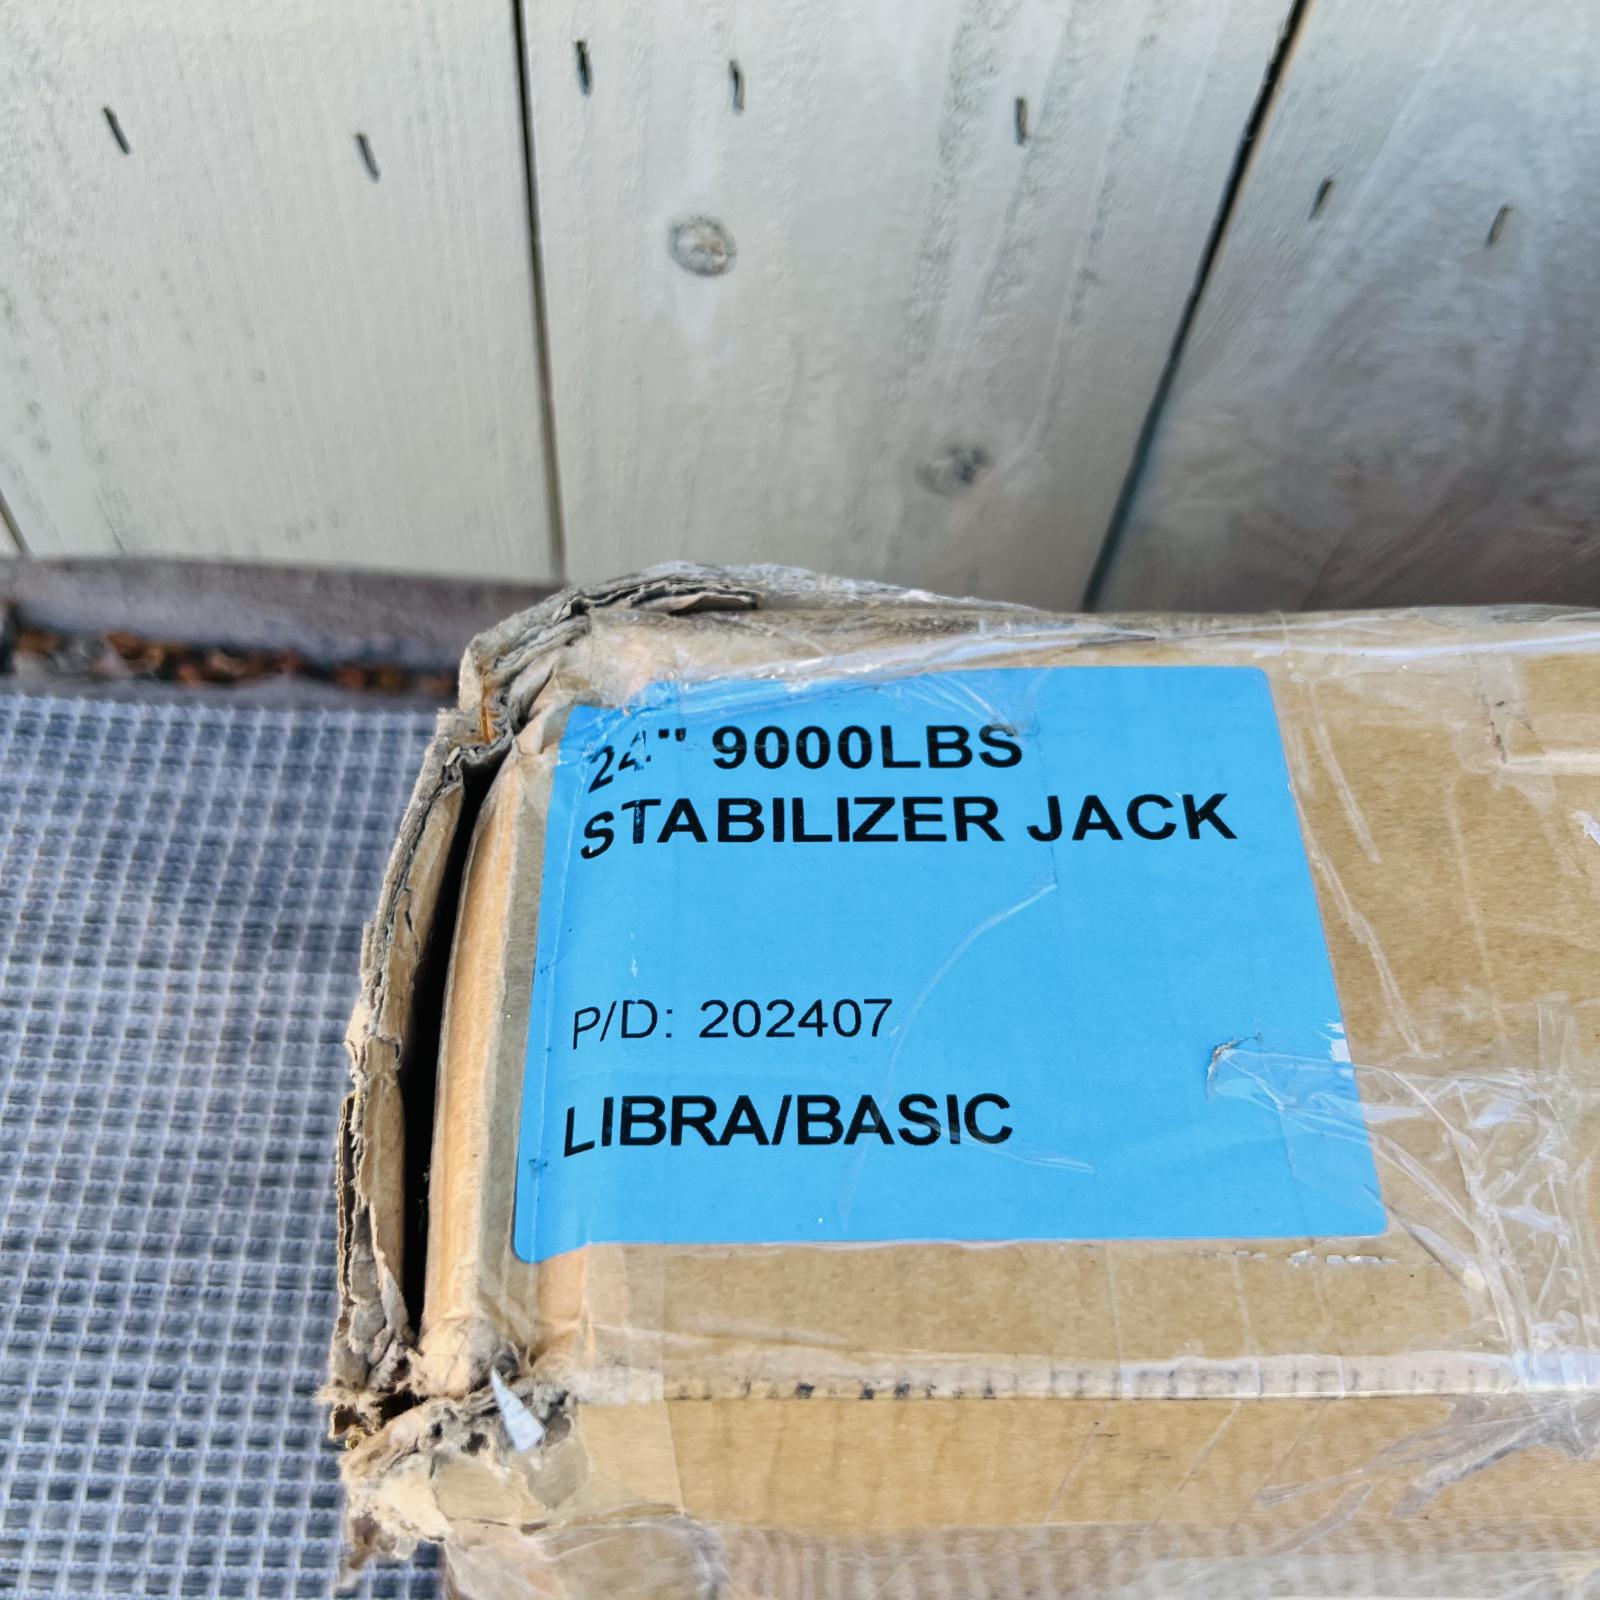 24" 9000LBS
STABILIZER JACK
P/D: 202407
LIBRA/BASIC